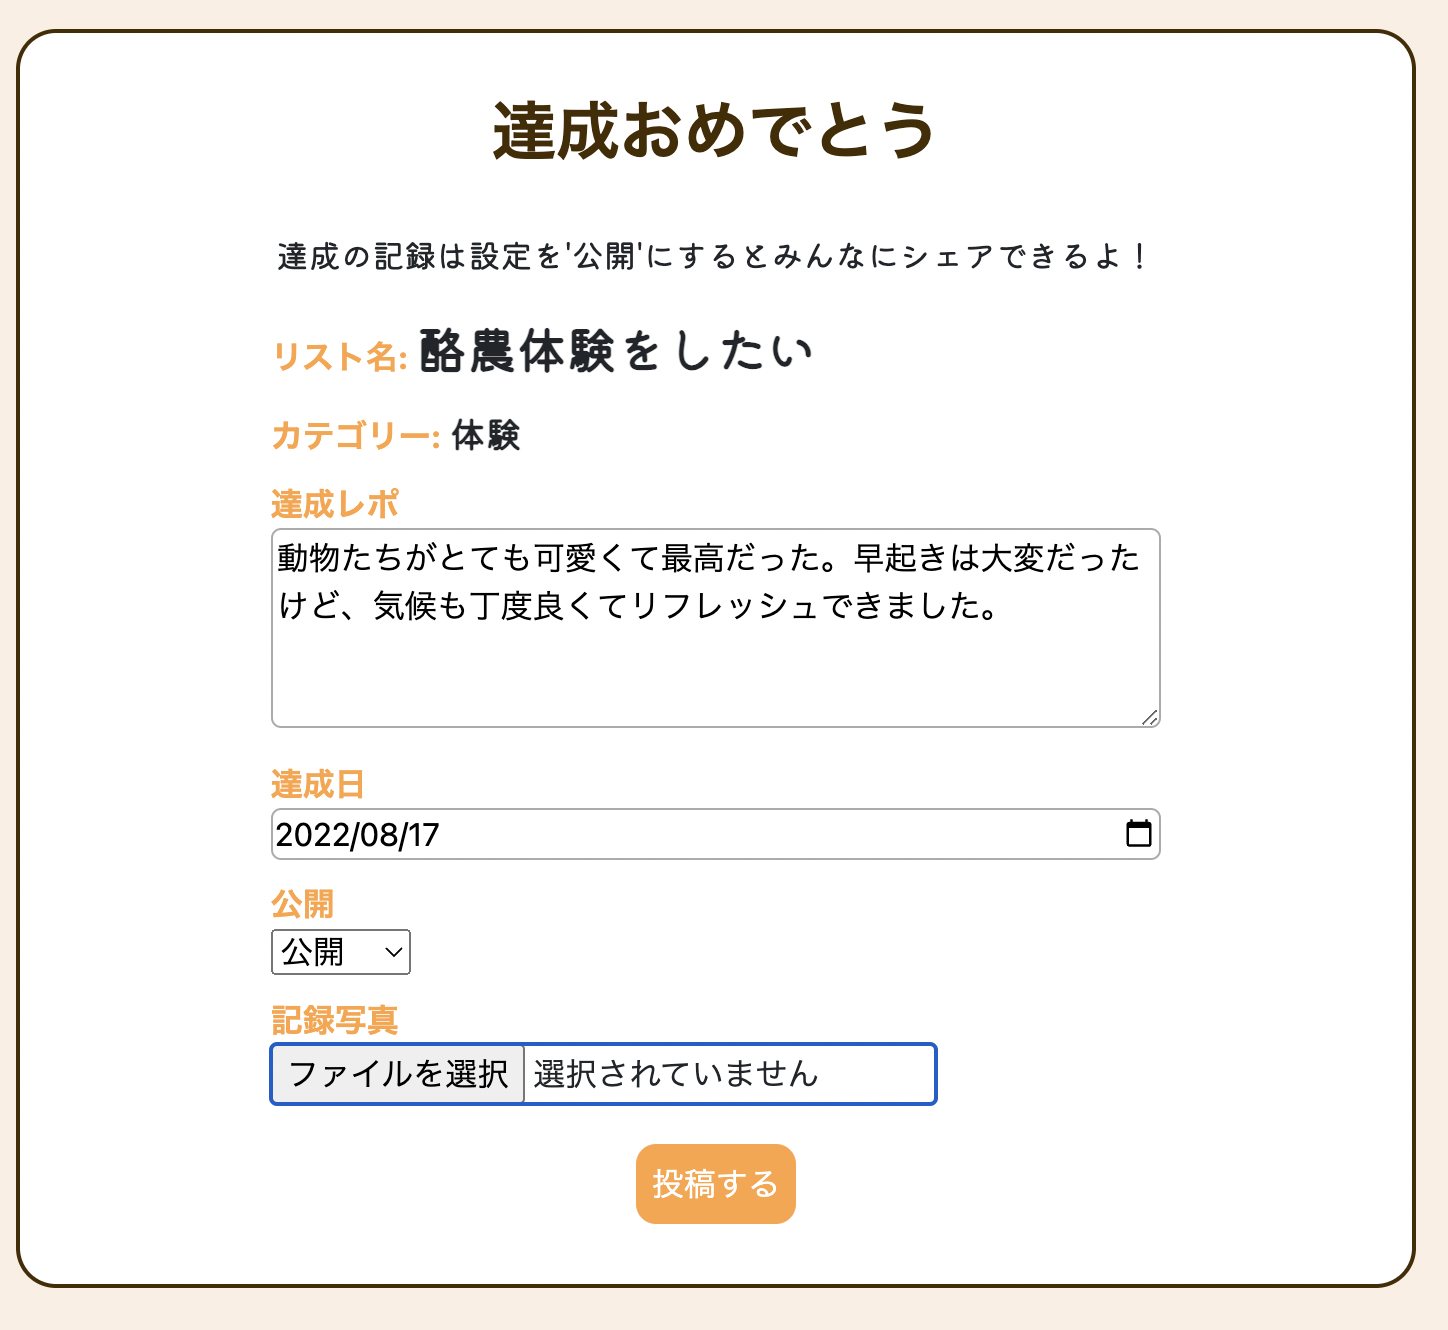 達成おめでとう
達成の記録は設定を'公開'にするとみんなにシェアできるよ！
リスト名: 酪農体験をしたい
カテゴリー: 体験
達成レポ
動物たちがとても可愛くて最高だった。早起きは大変だった
けど、気候も丁度良くてリフレッシュできました。
達成日
2022/08/17
公開
公開
記録写真
ファイルを選択 選択されていません
投稿する